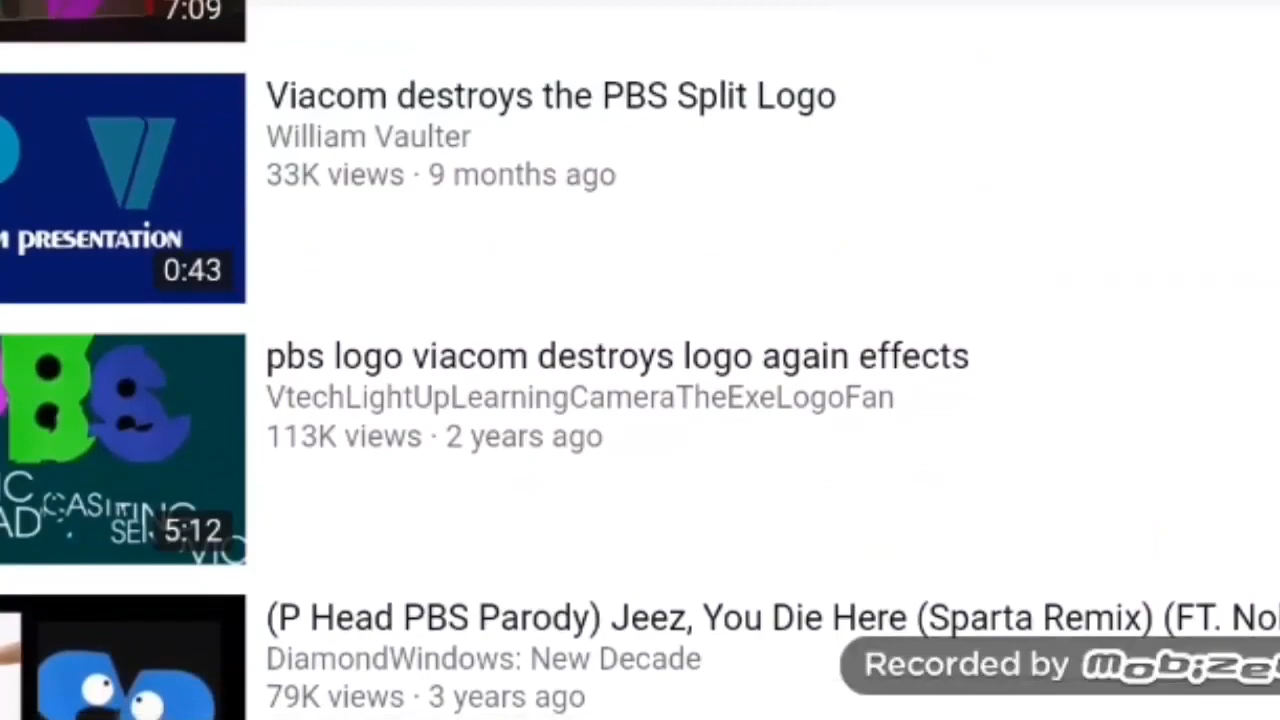 7:09
Viacom destroys the PBS Split Logo
William Vaulter
33K views · 9 months ago
PRESENTATION
0:43
pbs logo viacom destroys logo again effects
VtechLightUpLearningCameraTheExeLogoFan
113K views · 2 years ago
BS
5:12
(P Head PBS Parody) Jeez, You Die Here (Sparta Remix) (FT.
DiamondWindows: New Decade
79K views · 3 years ago
Recorded by